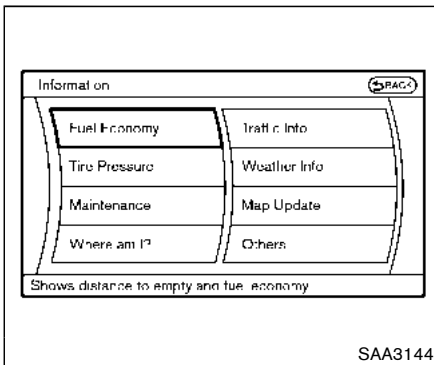 Information
BACK
Fuel Economy
Traffic Info
Tire Pressure
Weather Info
Maintenance
Map Update
Where am I?
Others
Shows distance to empty and fuel economy
SAA3144